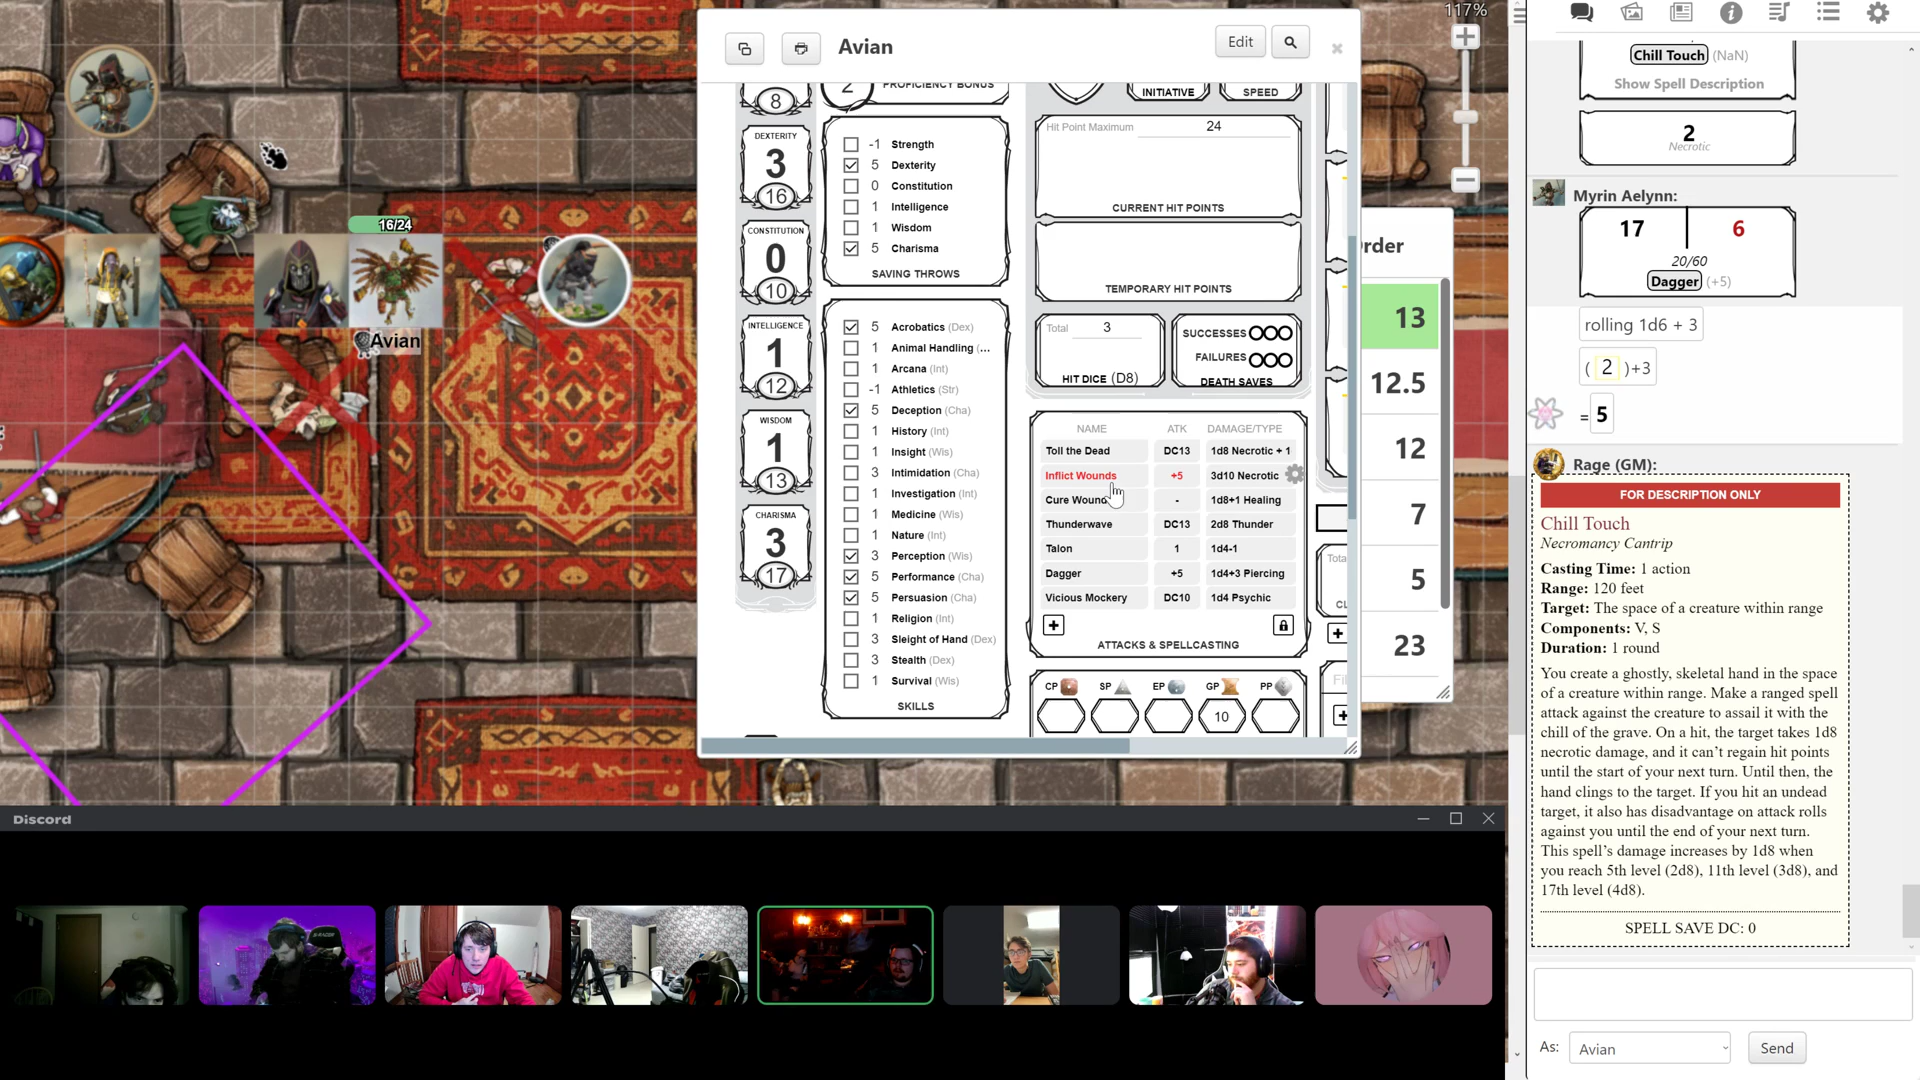 117%
Avian
Edit
8
2
PROFICIENCY BONUS
INITIATIVE
SPEED
DEXTERITY
3
16
CONSTITUTION
0
10
INTELLIGENCE
1
12
WISDOM
1
13
CHARISMA
3
17
-1 Strength
5 Dexterity
0 Constitution
1 Intelligence
1 Wisdom
5 Charisma
SAVING THROWS
5 Acrobatics (Dex)
1 Animal Handling (...
1 Arcana (Int)
-1 Athletics (Str)
5 Deception (Cha)
1 History (Int)
1 Insight (Wis)
3 Intimidation (Cha)
1 Investigation (Int)
1 Medicine (Wis)
1 Nature (Int)
3 Perception (Wis)
5 Performance (Cha)
5 Persuasion (Cha)
1 Religion (Int)
3 Sleight of Hand (Dex)
3 Stealth (Dex)
1 Survival (Wis)
SKILLS
Hit Point Maximum 24
CURRENT HIT POINTS
TEMPORARY HIT POINTS
Total 3
HIT DICE (D8)
SUCCESSES
FAILURES
DEATH SAVES
NAME ATK DAMAGE/TYPE
Toll the Dead DC13 1d8 Necrotic + 1
Inflict Wounds +5 3d10 Necrotic
Cure Wound - 1d8+1 Healing
Thunderwave DC13 2d8 Thunder
Talon 1 1d4-1
Dagger +5 1d4+3 Piercing
Vicious Mockery DC10 1d4 Psychic
ATTACKS & SPELLCASTING
CP SP EP GP PP
10
Tota
CL
Fi
rder
13
12.5
12
7
5
23
16/24
Avian
Discord
Chill Touch (NaN)
Show Spell Description
2
Necrotic
Myrin Aelynn:
17 6
20/60
Dagger (+5)
rolling 1d6 + 3
( 2 )+3
= 5
Rage (GM):
FOR DESCRIPTION ONLY
Chill Touch
Necromancy Cantrip
Casting Time: 1 action
Range: 120 feet
Target: The space of a creature within range
Components: V, S
Duration: 1 round
You create a ghostly, skeletal hand in the space
of a creature within range. Make a ranged spell
attack against the creature to assail it with the
chill of the grave. On a hit, the target takes 1d8
necrotic damage, and it can't regain hit points
until the start of your next turn. Until then, the
hand clings to the target. If you hit an undead
target, it also has disadvantage on attack rolls
against you until the end of your next turn.
This spell's damage increases by 1d8 when
you reach 5th level (2d8), 11th level (3d8), and
17th level (4d8).
SPELL SAVE DC: 0
As: Avian Send